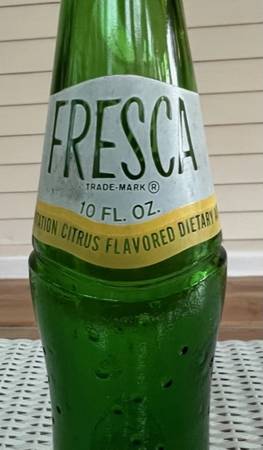 FRESCA
TRADE-MARK ®
10 FL. OZ.
CITRUS FLAVORED DIETARY